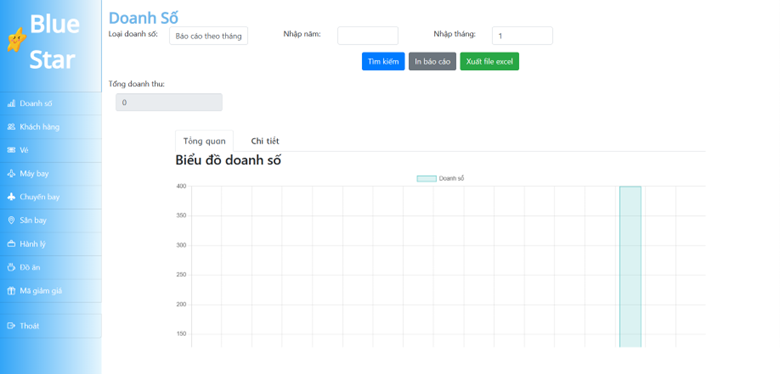 Blue
Star
Doanh số
Khách hàng
Vé
Máy bay
Chuyến bay
Sân bay
Hành lý
Đồ ăn
Mã giảm giá
Thoát
Doanh Số
Loại doanh số: Báo cáo theo tháng Nhập năm: Nhập tháng: 1
Tìm kiếm In báo cáo Xuất file excel
Tổng doanh thu:
0
Tổng quan Chi tiết
Biểu đồ doanh số
Doanh số
400
350
300
250
200
150